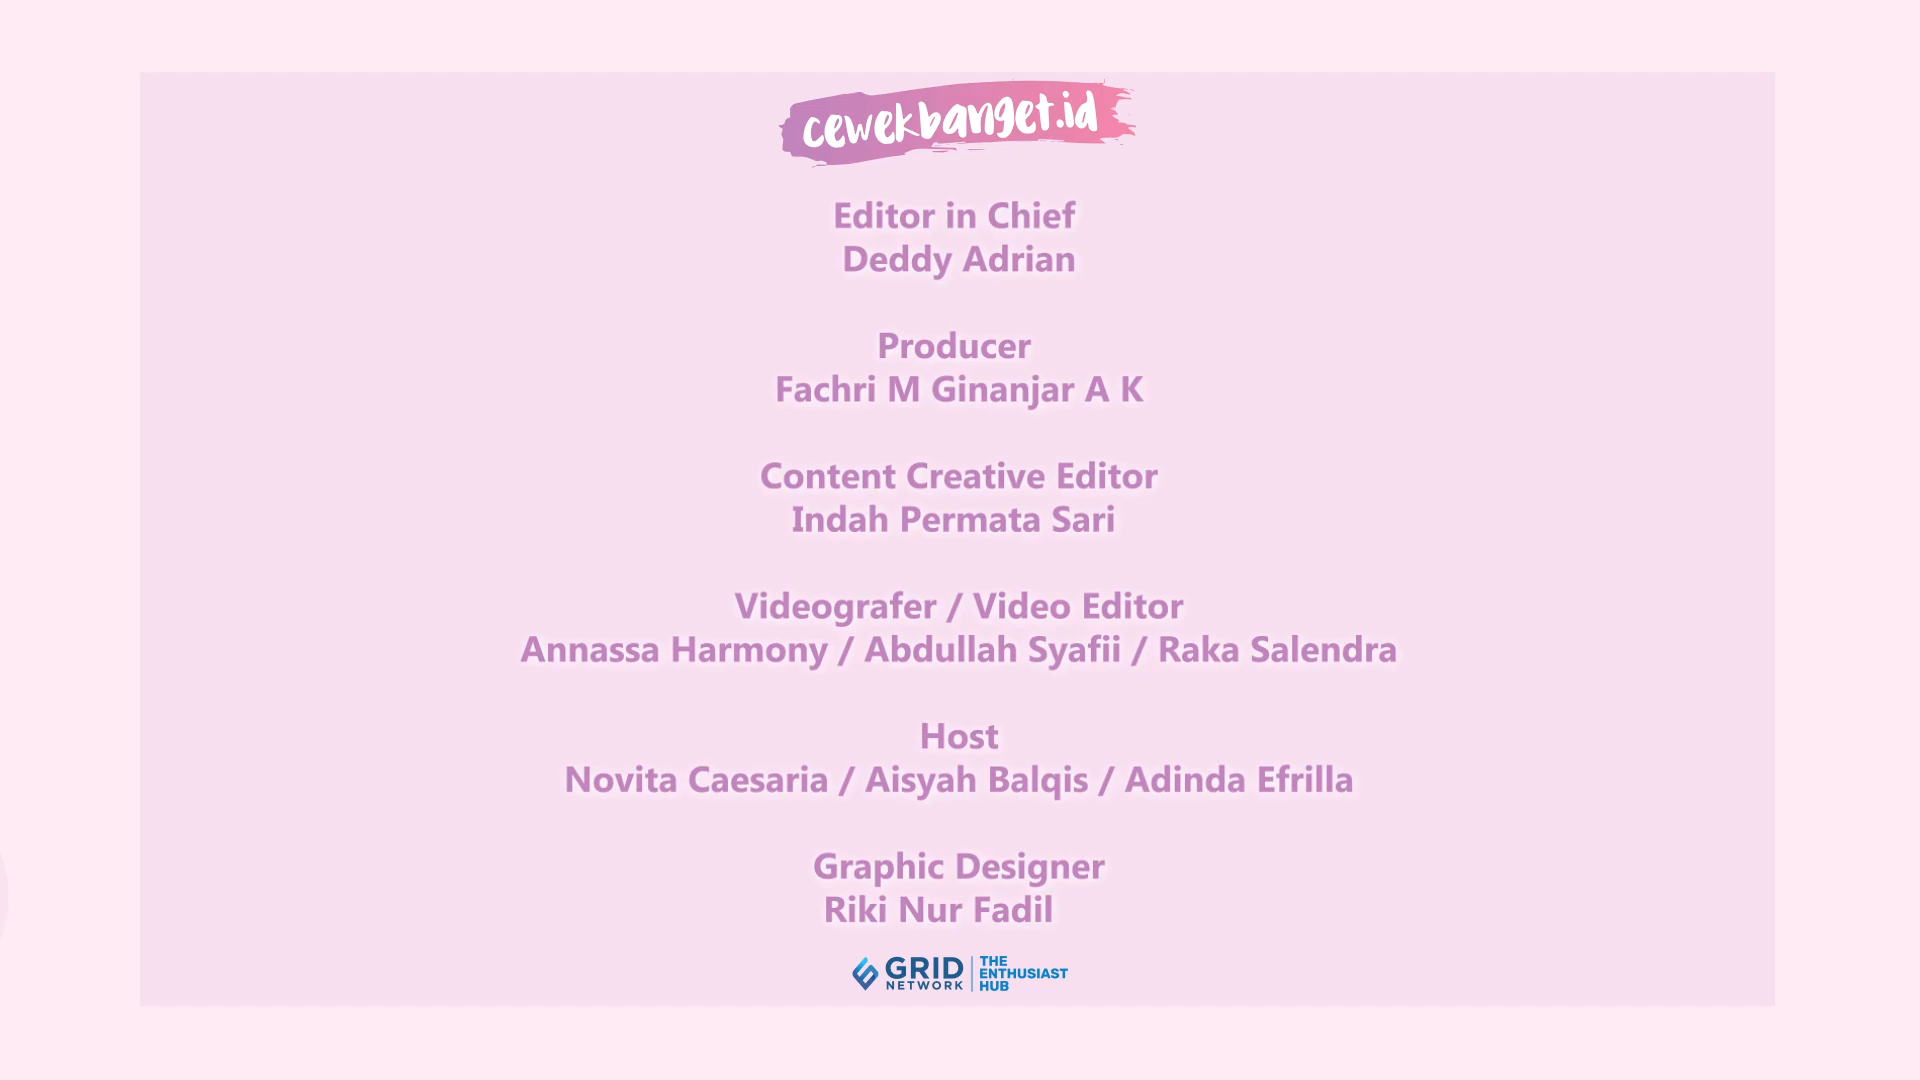 cewekbanget.id
Editor in Chief
Deddy Adrian
Producer
Fachri M Ginanjar A K
Content Creative Editor
Indah Permata Sari
Videografer / Video Editor
Annassa Harmony / Abdullah Syafii / Raka Salendra
Host
Novita Caesaria / Aisyah Balqis / Adinda Efrilla
Graphic Designer
Riki Nur Fadil
GRID
NETWORK
THE
ENTHUSIAST
HUB